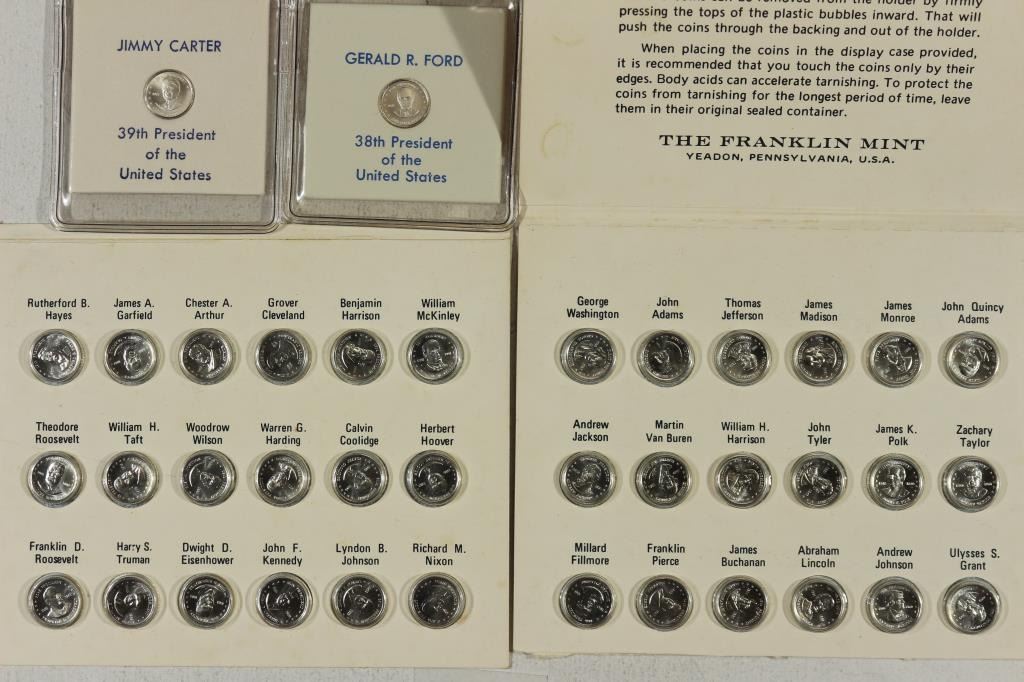 pressing the tops of the plastic bubbles inward. That will
push the coins through the backing and out of the holder.
When placing the coins in the display case provided,
it is recommended that you touch the coins only by their
edges. Body acids can accelerate tarnishing. To protect the
coins from tarnishing for the longest period of time, leave
them in their original sealed container.
THE FRANKLIN MINT
YEADON, PENNSYLVANIA, U.S.A.
JIMMY CARTER
39th President
of the
United States
GERALD R. FORD
38th President
of the
United States
Rutherford B.
Hayes
James A.
Garfield
Chester A.
Arthur
Grover
Cleveland
Benjamin
Harrison
William
McKinley
Theodore
Roosevelt
William H.
Taft
Woodrow
Wilson
Warren G.
Harding
Calvin
Coolidge
Herbert
Hoover
Franklin D.
Roosevelt
Harry S.
Truman
Dwight D.
Eisenhower
John F.
Kennedy
Lyndon B.
Johnson
Richard M.
Nixon
George
Washington
John
Adams
Thomas
Jefferson
James
Madison
James
Monroe
John Quincy
Adams
Andrew
Jackson
Martin
Van Buren
William H.
Harrison
John
Tyler
James K.
Polk
Zachary
Taylor
Millard
Fillmore
Franklin
Pierce
James
Buchanan
Abraham
Lincoln
Andrew
Johnson
Ulysses S.
Grant